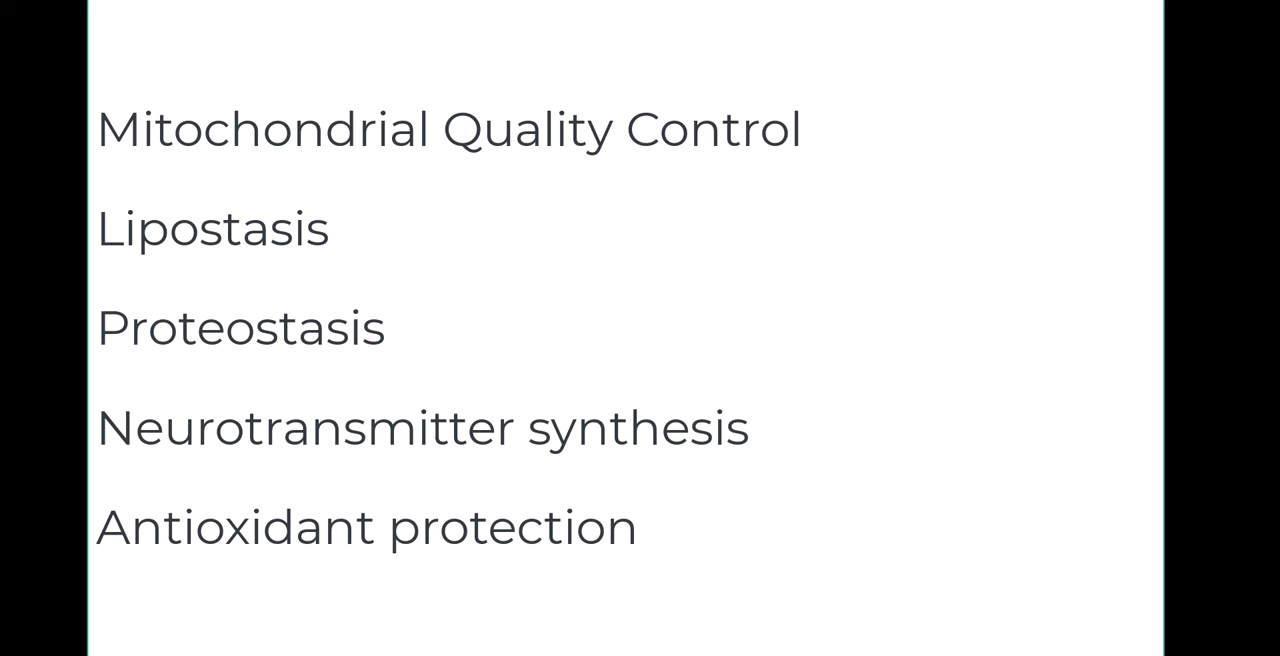 Mitochondrial Quality Control
Lipostasis
Proteostasis
Neurotransmitter synthesis
Antioxidant protection